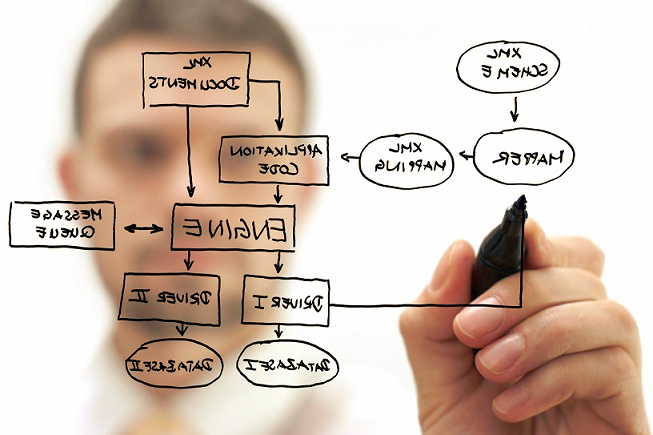 XML
DOCUMENTS
XML
SCHEME
APPLIKATION
CODE
XML
MAPPING
MAPPER
MESSAGE
QUEUE
ENGINE
DRIVER II
DRIVER I
DATABASE II
DATABASE I